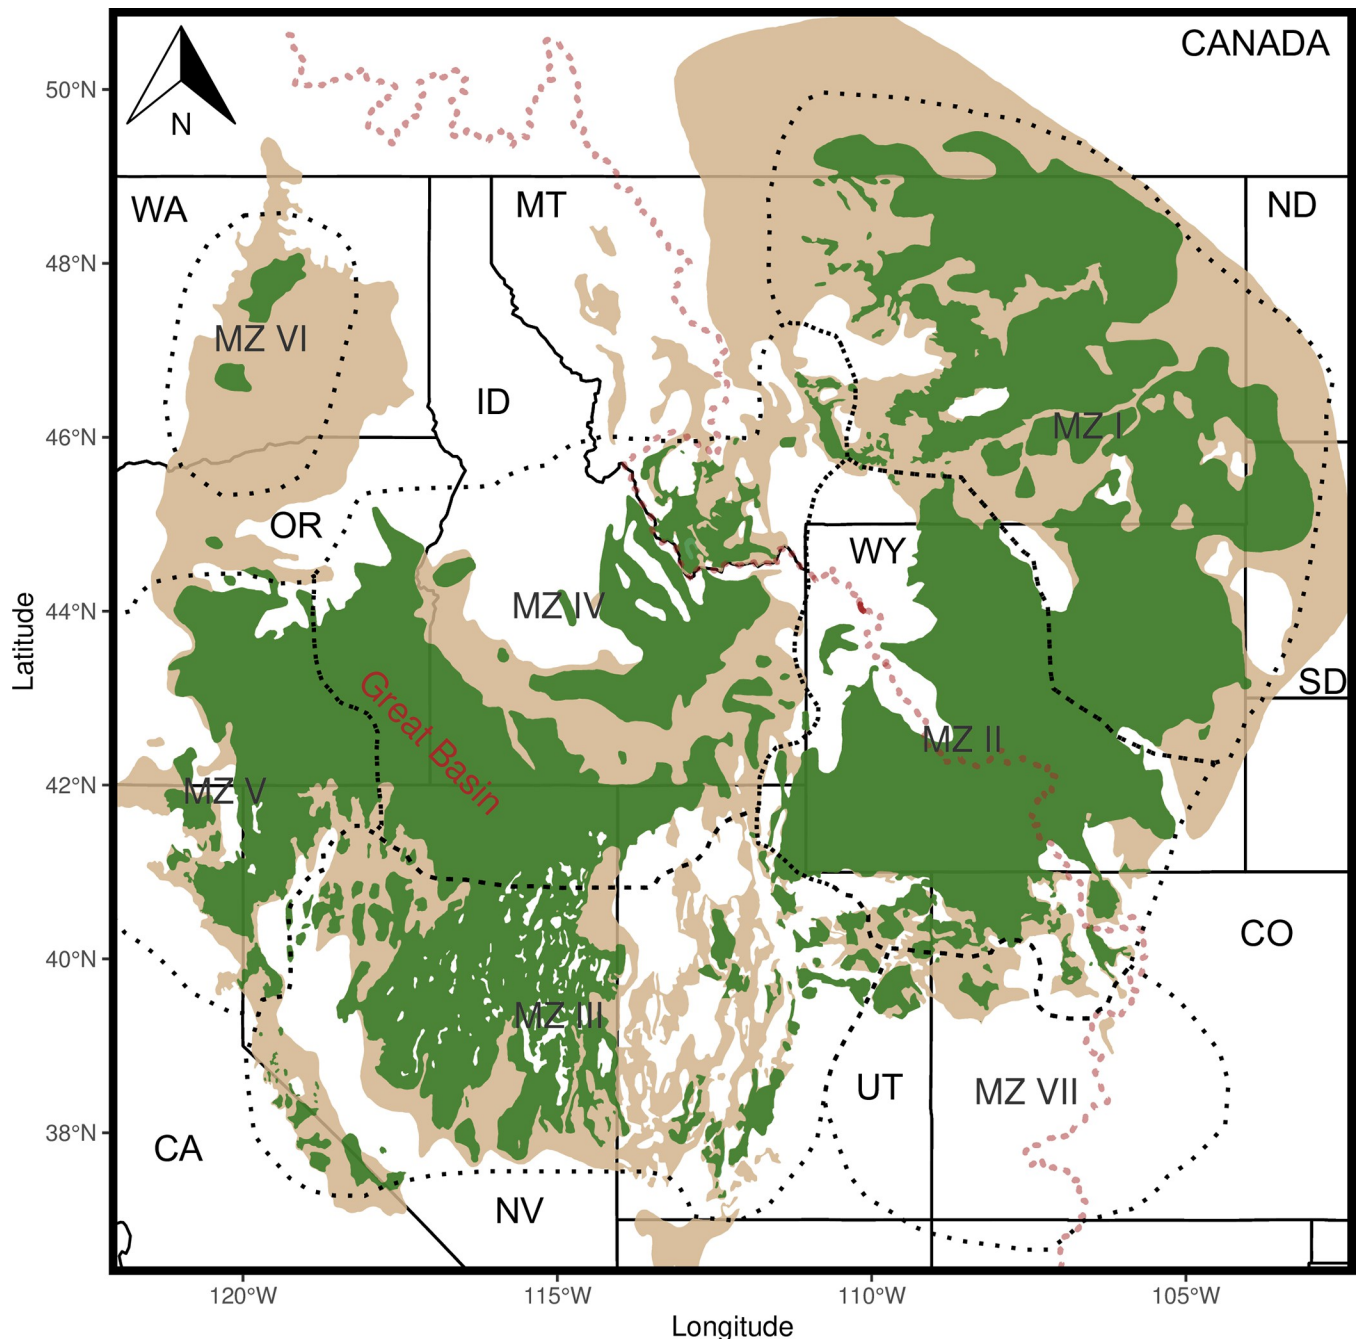 CANADA
50°N
N
WA
MT
ND
48°N
MZ VI
ID
46°N
MZ I
OR
WY
44°N
MZ IV
Latitude
SD
Great Basin
MZ II
42°N
MZ V
CO
40°N
MZ III
UT
MZ VII
38°N
CA
NV
120°W
115°W
110°W
105°W
Longitude